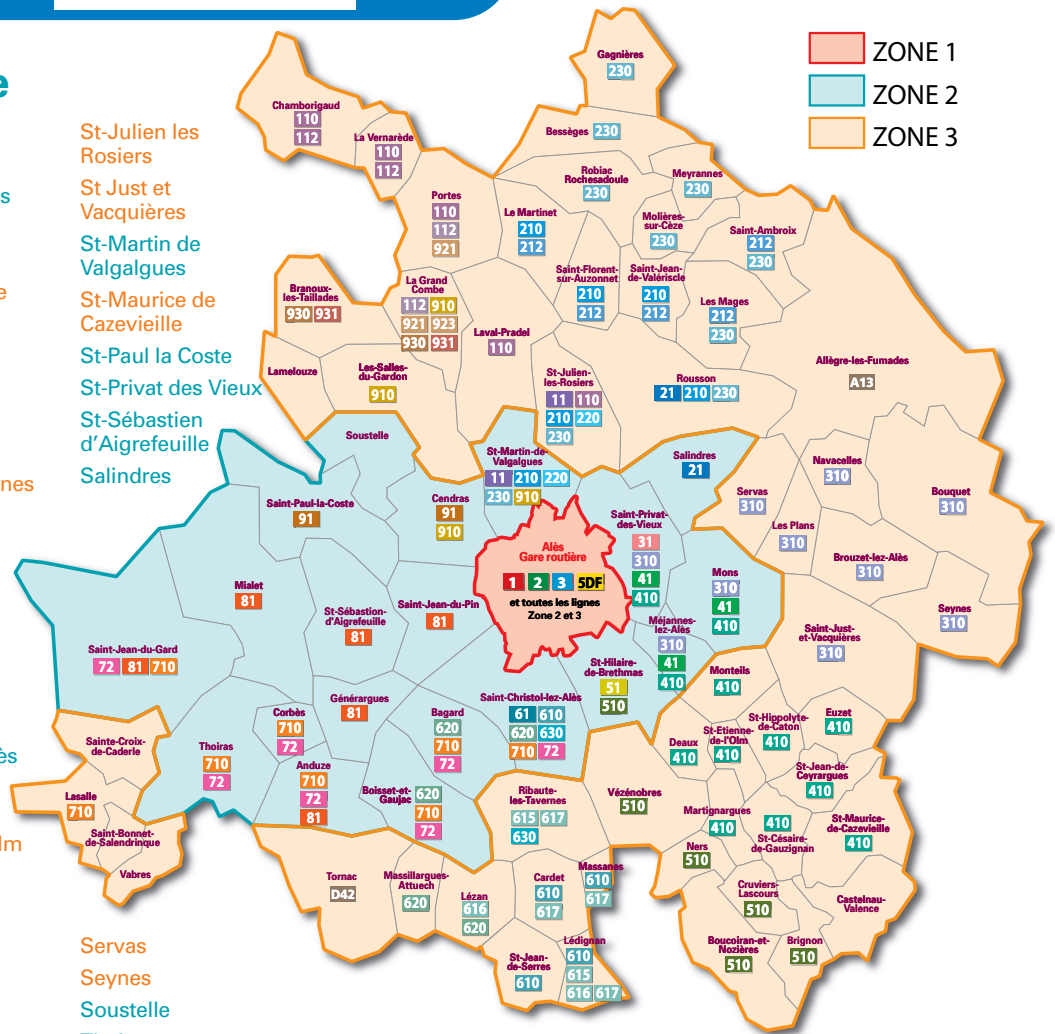 ZONE 1
ZONE 2
ZONE 3
e
s
e
nes
ès
lm
St-Julien les
Rosiers
St Just et
Vacquières
St-Martin de
Valgalgues
St-Maurice de
Cazevieille
St-Paul la Coste
St-Privat des Vieux
St-Sébastien
d’Aigrefeuille
Salindres
Servas
Seynes
Soustelle
Gagnières
230
Chamborigaud
110
112
La Vernarède
110
112
Bessèges 230
Robiac
Rochesadoule
230
Meyrannes
230
Portes
110
112
921
Le Martinet
210
212
Molières-
sur-Cèze
230
Saint-Ambroix
212
230
Branoux-
les-Taillades
930 931
La Grand
Combe
112 910
921 923
930 931
Saint-Florent-
sur-Auzonnet
210
212
Saint-Jean-
de-Valériscle
210
212
Les Mages
212
230
Laval-Pradel
110
Lamelouze
Les-Salles-
du-Gardon
910
St-Julien-
les-Rosiers
11 110
210 220
230
Rousson
21 210 230
Allègre-les-Fumades
A13
Soustelle
St-Martin-de-
Valgalgues
11 210 220
230 910
Salindres
21
Navacelles
310
Servas
310
Bouquet
310
Saint-Paul-la-Coste
91
Cendras
91
910
Saint-Privat-
des-Vieux
31
310
41
410
Les Plans
310
Brouzet-lez-Alès
310
Alès
Gare routière
1 2 3 5DF
et toutes les lignes
Zone 2 et 3
Mialet
81
St-Sébastion-
d'Aigrefeuille
81
Saint-Jean-du-Pin
81
Mons
310
41
410
Seynes
310
Méjannes-
lez-Alès
310
41
410
Saint-Just-
et-Vacquières
310
Saint-Jean-du-Gard
72 81 710
St-Hilaire-
de-Brethmas
51
510
Monteils
410
Générargues
81
Saint-Christol-lez-Alès
61 610
620 630
710 72
Corbès
710
72
Bagard
620
710
72
Euzet
410
St-Hippolyte-
de-Caton
410
St-Etienne-
de-l'Olm
410
Deaux
410
Sainte-Croix-
de-Caderle
Thoiras
710
72
Anduze
710
72
81
Boisset-et-
Gaujac
620
710
72
St-Jean-de-
Ceyrargues
410
Lasalle
710
Ribaute-
les-Tavernes
615 617
630
Vézénobres
510
Martignargues
410
410
St-Césaire-
de-Gauzignan
St-Maurice-
de-Cazevieille
410
Saint-Bonnet-
de-Salendrinque
Ners
510
Vabres
Tornac
D42
Massillargues-
Attuech
620
Lézan
616
620
Cardet
610
617
Massanes
610
617
Cruviers-
Lascours
510
Castelnau-
Valence
St-Jean-
de-Serres
610
Lédignan
610
615
616 617
Boucoiran-et-
Nozières
510
Brignon
510